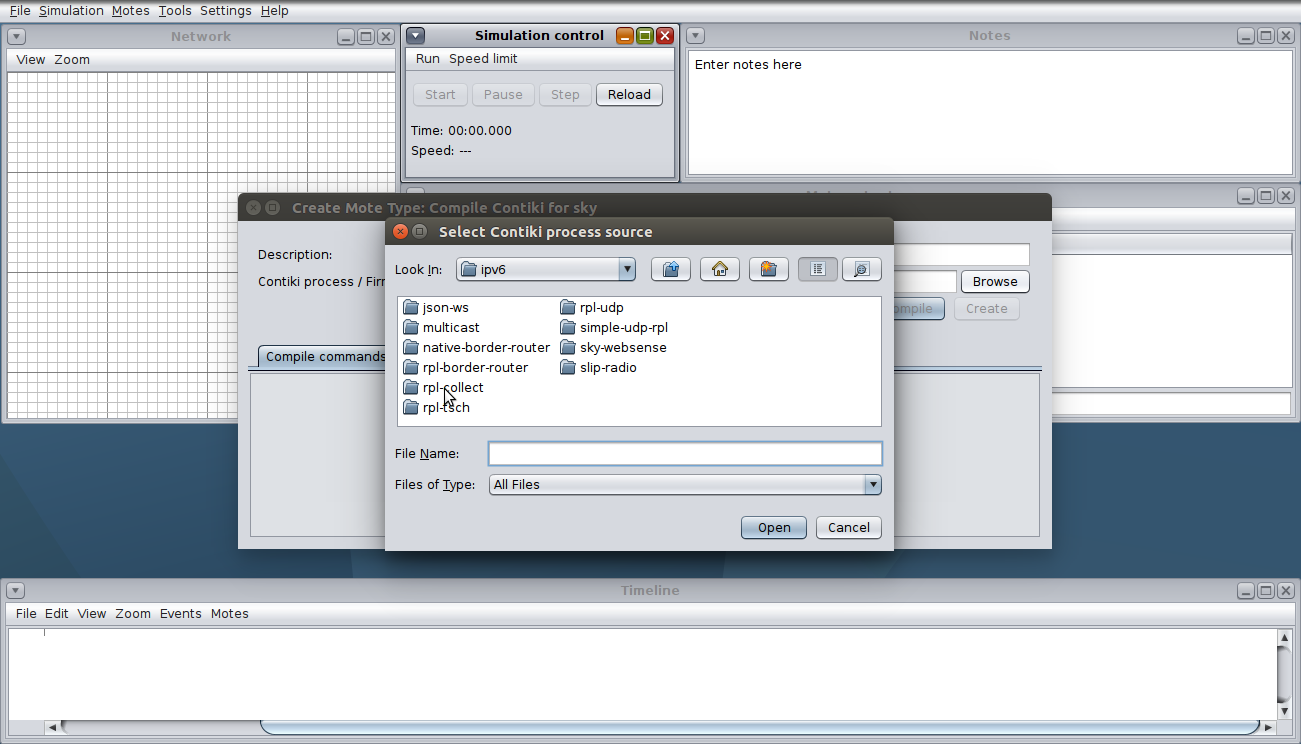 File Simulation Motes Tools Settings Help
Network
View Zoom
Simulation control
Run Speed limit
Start Pause Step Reload
Time: 00:00.000
Speed: ---
Notes
Enter notes here
Create Mote Type: Compile Contiki for sky
Description:
Contiki process / Firr
Browse
mpile Create
Compile commands
Select Contiki process source
Look In: ipv6
json-ws
multicast
native-border-router
rpl-border-router
rpl-collect
rpl-tsch
rpl-udp
simple-udp-rpl
sky-websense
slip-radio
File Name:
Files of Type: All Files
Open Cancel
Timeline
File Edit View Zoom Events Motes